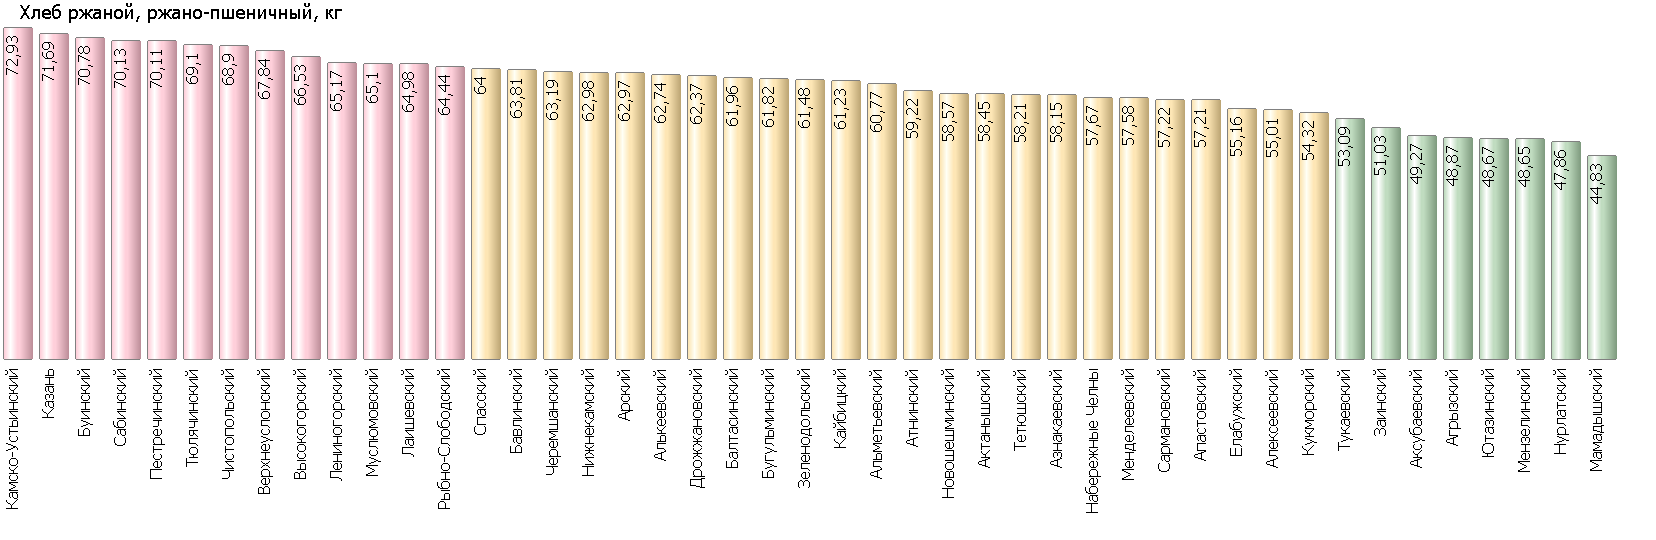 Хлеб ржаной, ржано-пшеничный, кг
72,93
71,69
70,78
70,13
70,11
69,1
68,9
67,84
66,53
65,17
65,1
64,98
64,44
64
63,81
63,19
62,98
62,97
62,74
62,37
61,96
61,82
61,48
61,23
60,77
59,22
58,57
58,45
58,21
58,15
57,67
57,58
57,22
57,21
55,16
55,01
54,32
53,09
51,03
49,27
48,87
48,67
48,65
47,86
44,83
Камско-Устьинский
Казань
Буинский
Сабинский
Пестречинский
Тюлячинский
Чистопольский
Верхнеуслонский
Высокогорский
Лениногорский
Муслюмовский
Лаишевский
Рыбно-Слободский
Спасский
Бавлинский
Черемшанский
Нижнекамский
Арский
Алькеевский
Дрожжановский
Балтасинский
Бугульминский
Зеленодольский
Кайбицкий
Альметьевский
Атнинский
Новошешминский
Актанышский
Тетюшский
Азнакаевский
Набережные Челны
Менделеевский
Сармановский
Апастовский
Елабужский
Алексеевский
Кукморский
Тукаевский
Заинский
Аксубаевский
Агрызский
Ютазинский
Мензелинский
Нурлатский
Мамадышский